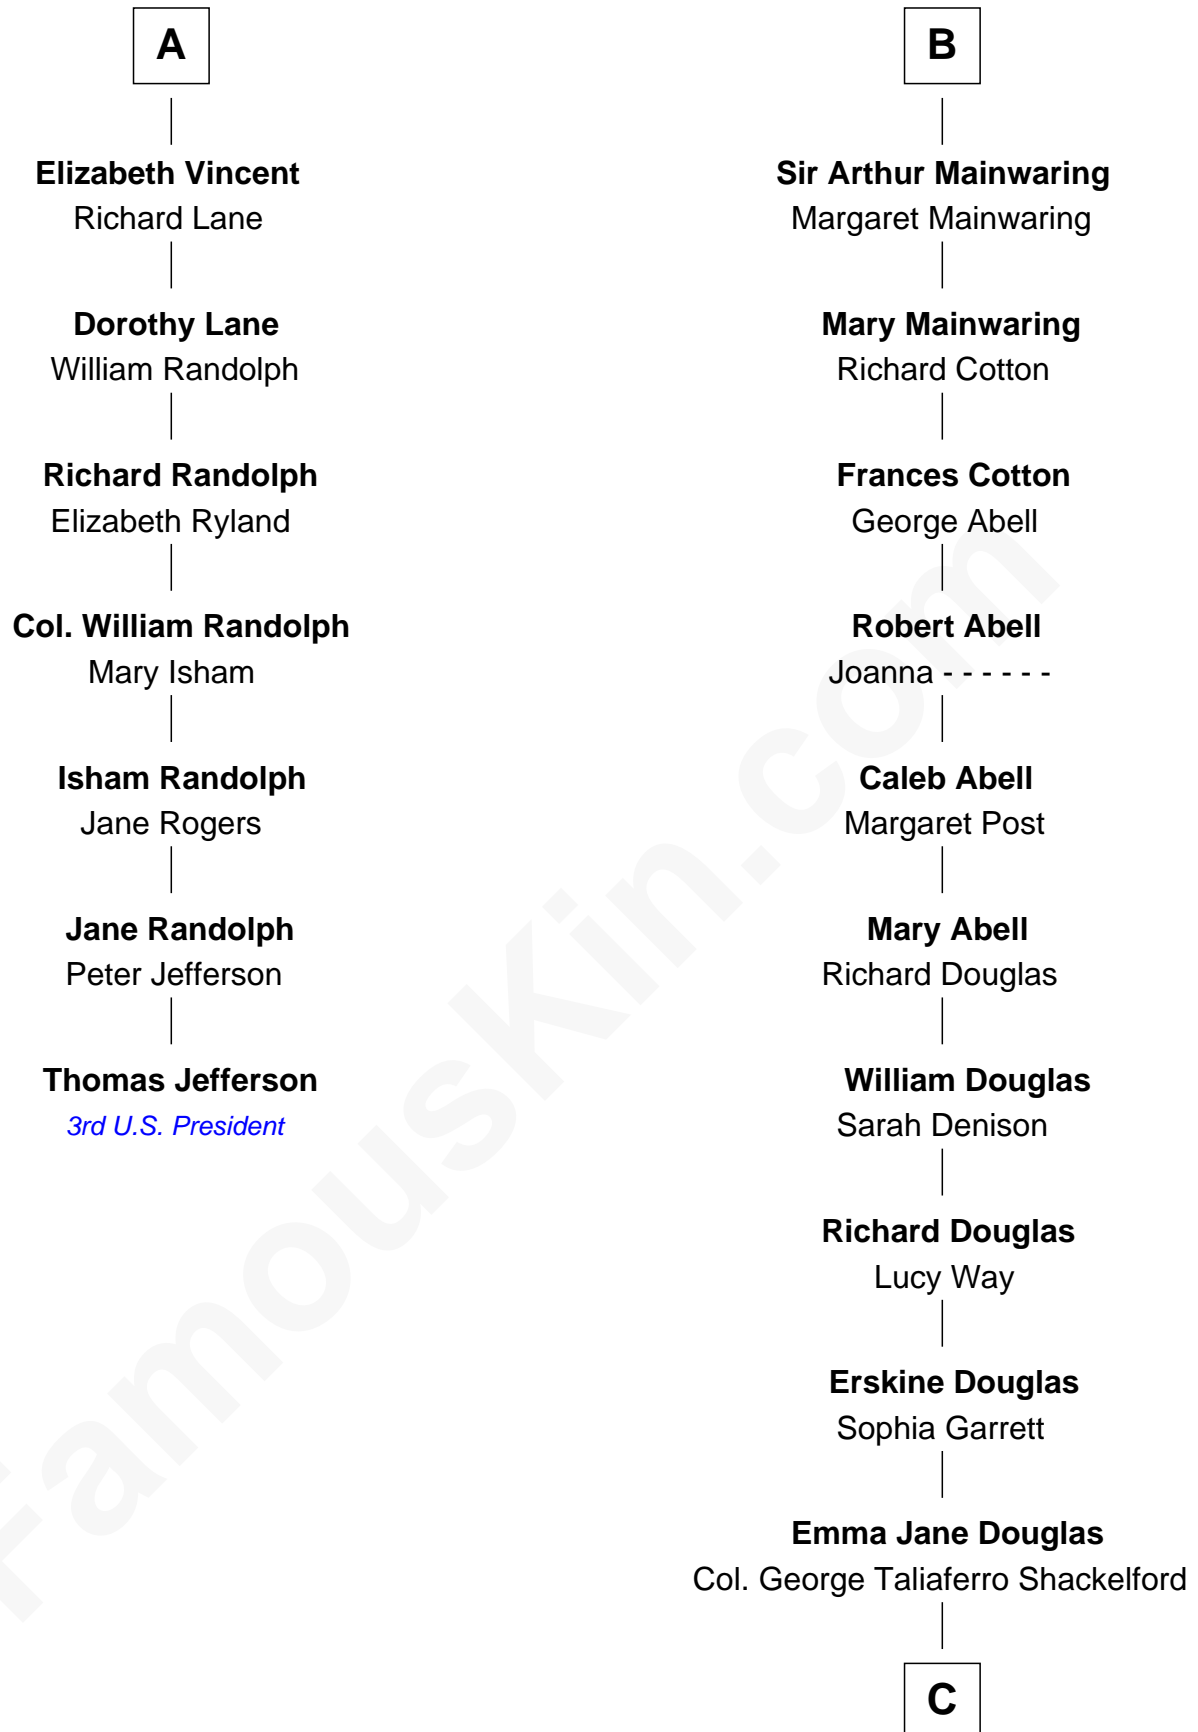 A
Elizabeth Vincent
Richard Lane
Dorothy Lane
William Randolph
Richard Randolph
Elizabeth Ryland
Col. William Randolph
Mary Isham
Isham Randolph
Jane Rogers
Jane Randolph
Peter Jefferson
Thomas Jefferson
3rd U.S. President
B
Sir Arthur Mainwaring
Margaret Mainwaring
Mary Mainwaring
Richard Cotton
Frances Cotton
George Abell
Robert Abell
Joanna - - - - - -
Caleb Abell
Margaret Post
Mary Abell
Richard Douglas
William Douglas
Sarah Denison
Richard Douglas
Lucy Way
Erskine Douglas
Sophia Garrett
Emma Jane Douglas
Col. George Taliaferro Shackelford
C
FamousKin.com